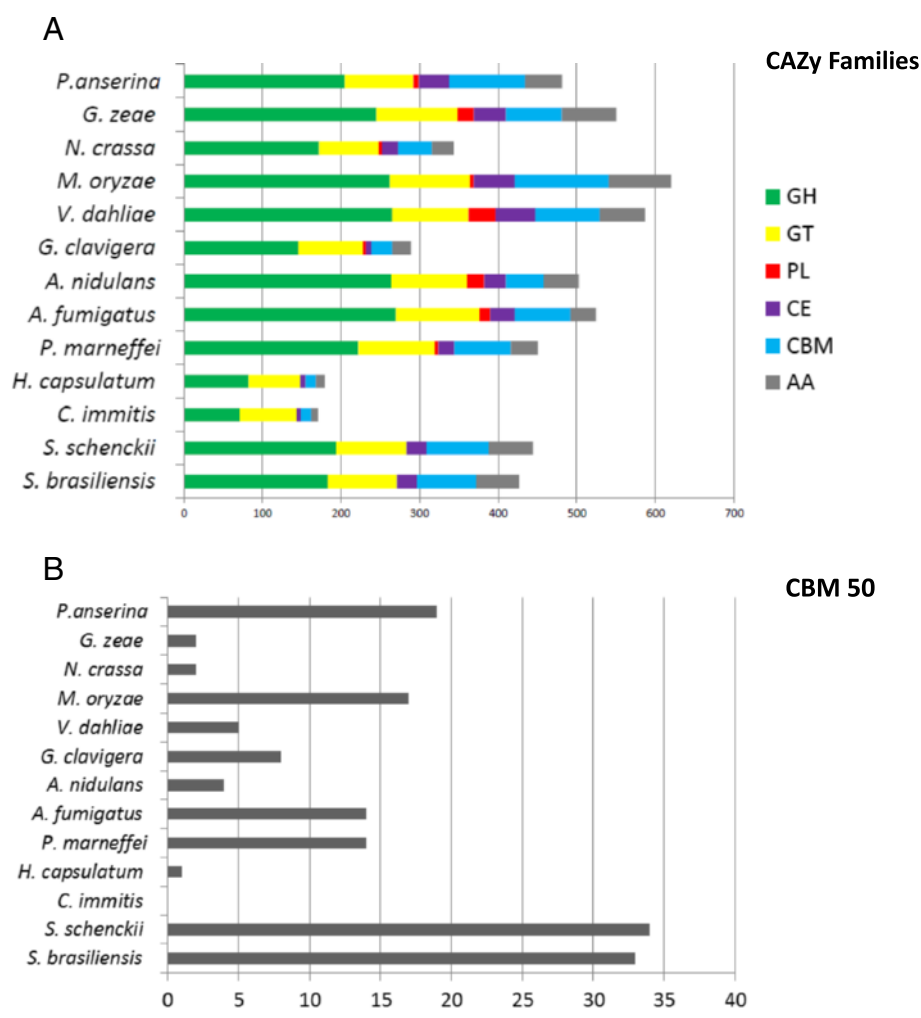 A
CAZy Families
P.anserina
G. zeae
N. crassa
M. oryzae
V. dahliae
G. clavigera
A. nidulans
A. fumigatus
P. marneffei
H. capsulatum
C. immitis
S. schenckii
S. brasiliensis
0 100 200 300 400 500 600 700
GH
GT
PL
CE
CBM
AA
B
CBM 50
P.anserina
G. zeae
N. crassa
M. oryzae
V. dahliae
G. clavigera
A. nidulans
A. fumigatus
P. marneffei
H. capsulatum
C. immitis
S. schenckii
S. brasiliensis
0 5 10 15 20 25 30 35 40